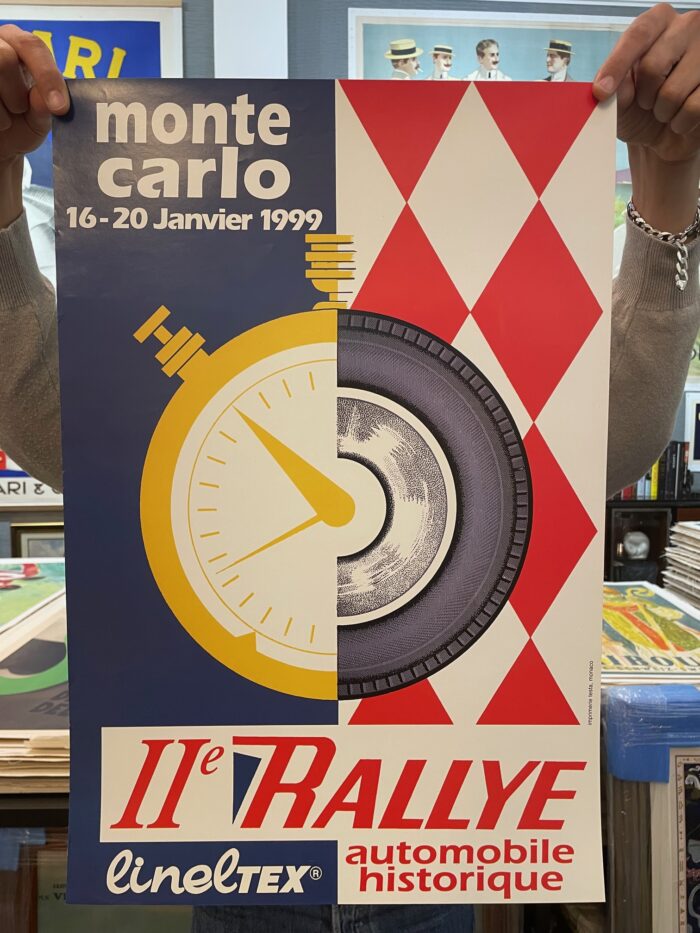 monte
carlo
16-20 Janvier 1999
IIe RALLYE
linelTEX®
automobile
historique
imprimerie testa, monaco